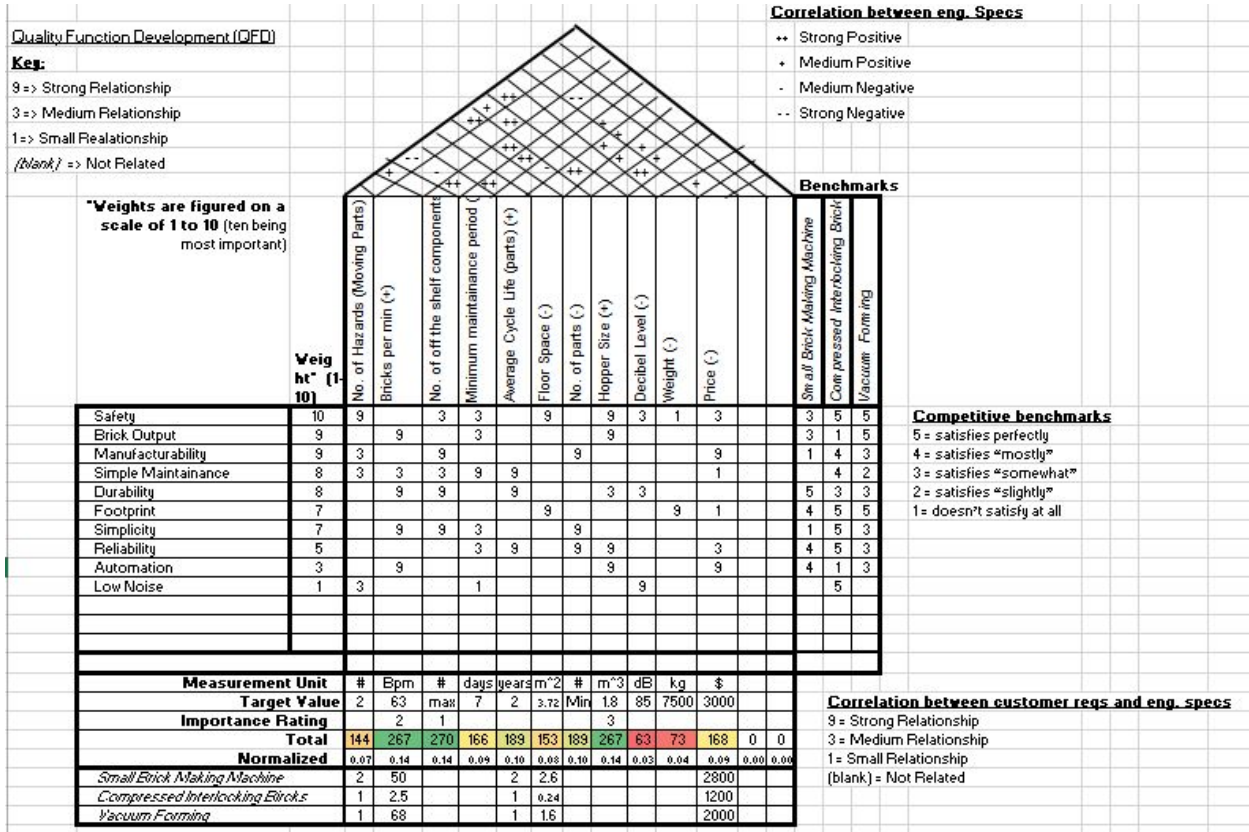 Correlation between eng. Specs
Quality Function Development (QFD)
++ Strong Positive
Key:
+ Medium Positive
9 => Strong Relationship
- Medium Negative
3 => Medium Relationship
-- Strong Negative
1=> Small Realationship
(blank) => Not Related
Benchmarks
*Weights are figured on a
scale of 1 to 10 (ten being
most important)
Weig
ht* (1-
10)
No. of Hazards (Moving Parts)
Bricks per min (+)
No. of off the shelf components
Minimum maintainance period (
Average Cycle Life (parts) (+)
Floor Space (-)
No. of parts (-)
Hopper Size (+)
Decibel Level (-)
Weight (-)
Price (-)
Small Brick Making Machine
Compressed Interlocking Brick
Vacuum Forming
Safety 10 9 3 3 9 9 3 1 3 3 5 5
Competitive benchmarks
Brick Output 9 9 3 9 3 1 5
5 = satisfies perfectly
Manufacturability 9 3 9 9 9 1 4 3
4 = satisfies "mostly"
Simple Maintainance 8 3 3 3 9 9 1 4 2
3 = satisfies "somewhat"
Durability 8 9 9 9 3 3 5 3 3
2 = satisfies "slightly"
Footprint 7 9 9 1 4 5 5
1= doesn't satisfy at all
Simplicity 7 9 9 3 9 1 5 3
Reliability 5 3 9 9 9 3 4 5 3
Automation 3 9 9 9 4 1 3
Low Noise 1 3 1 9 5
Measurement Unit # Bpm # days years m^2 # m^3 dB kg $
Target Value 2 63 max 7 2 3.72 Min 1.8 85 7500 3000
Correlation between customer reqs and eng. specs
Importance Rating 2 1 3
9 = Strong Relationship
Total 144 267 270 166 189 153 189 267 63 73 168 0 0
3 = Medium Relationship
Normalized 0.07 0.14 0.14 0.09 0.10 0.08 0.10 0.14 0.03 0.04 0.09 0.00 0.00
1= Small Relationship
Small Brick Making Machine 2 50 2 2.6 2800
(blank) = Not Related
Compressed Interlocking Bircks 1 2.5 1 0.24 1200
Vacuum Forming 1 68 1 1.6 2000